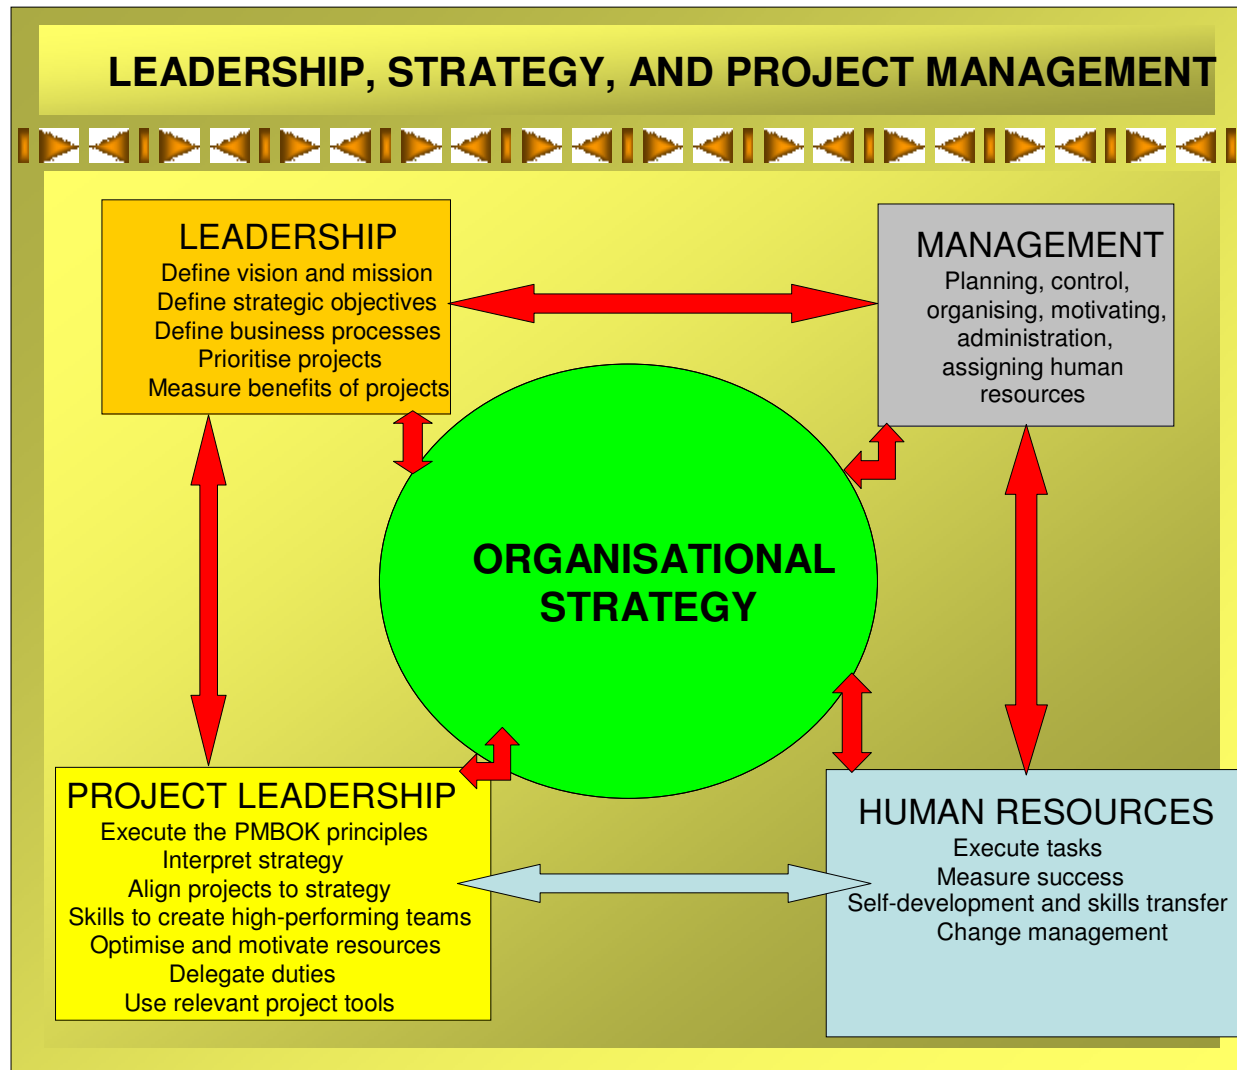 LEADERSHIP, STRATEGY, AND PROJECT MANAGEMENT
LEADERSHIP
Define vision and mission
Define strategic objectives
Define business processes
Prioritise projects
Measure benefits of projects
MANAGEMENT
Planning, control,
organising, motivating,
administration,
assigning human
resources
ORGANISATIONAL
STRATEGY
PROJECT LEADERSHIP
Execute the PMBOK principles
Interpret strategy
Align projects to strategy
Skills to create high-performing teams
Optimise and motivate resources
Delegate duties
Use relevant project tools
HUMAN RESOURCES
Execute tasks
Measure success
Self-development and skills transfer
Change management